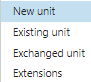 New unit
Existing unit
Exchanged unit
Extensions